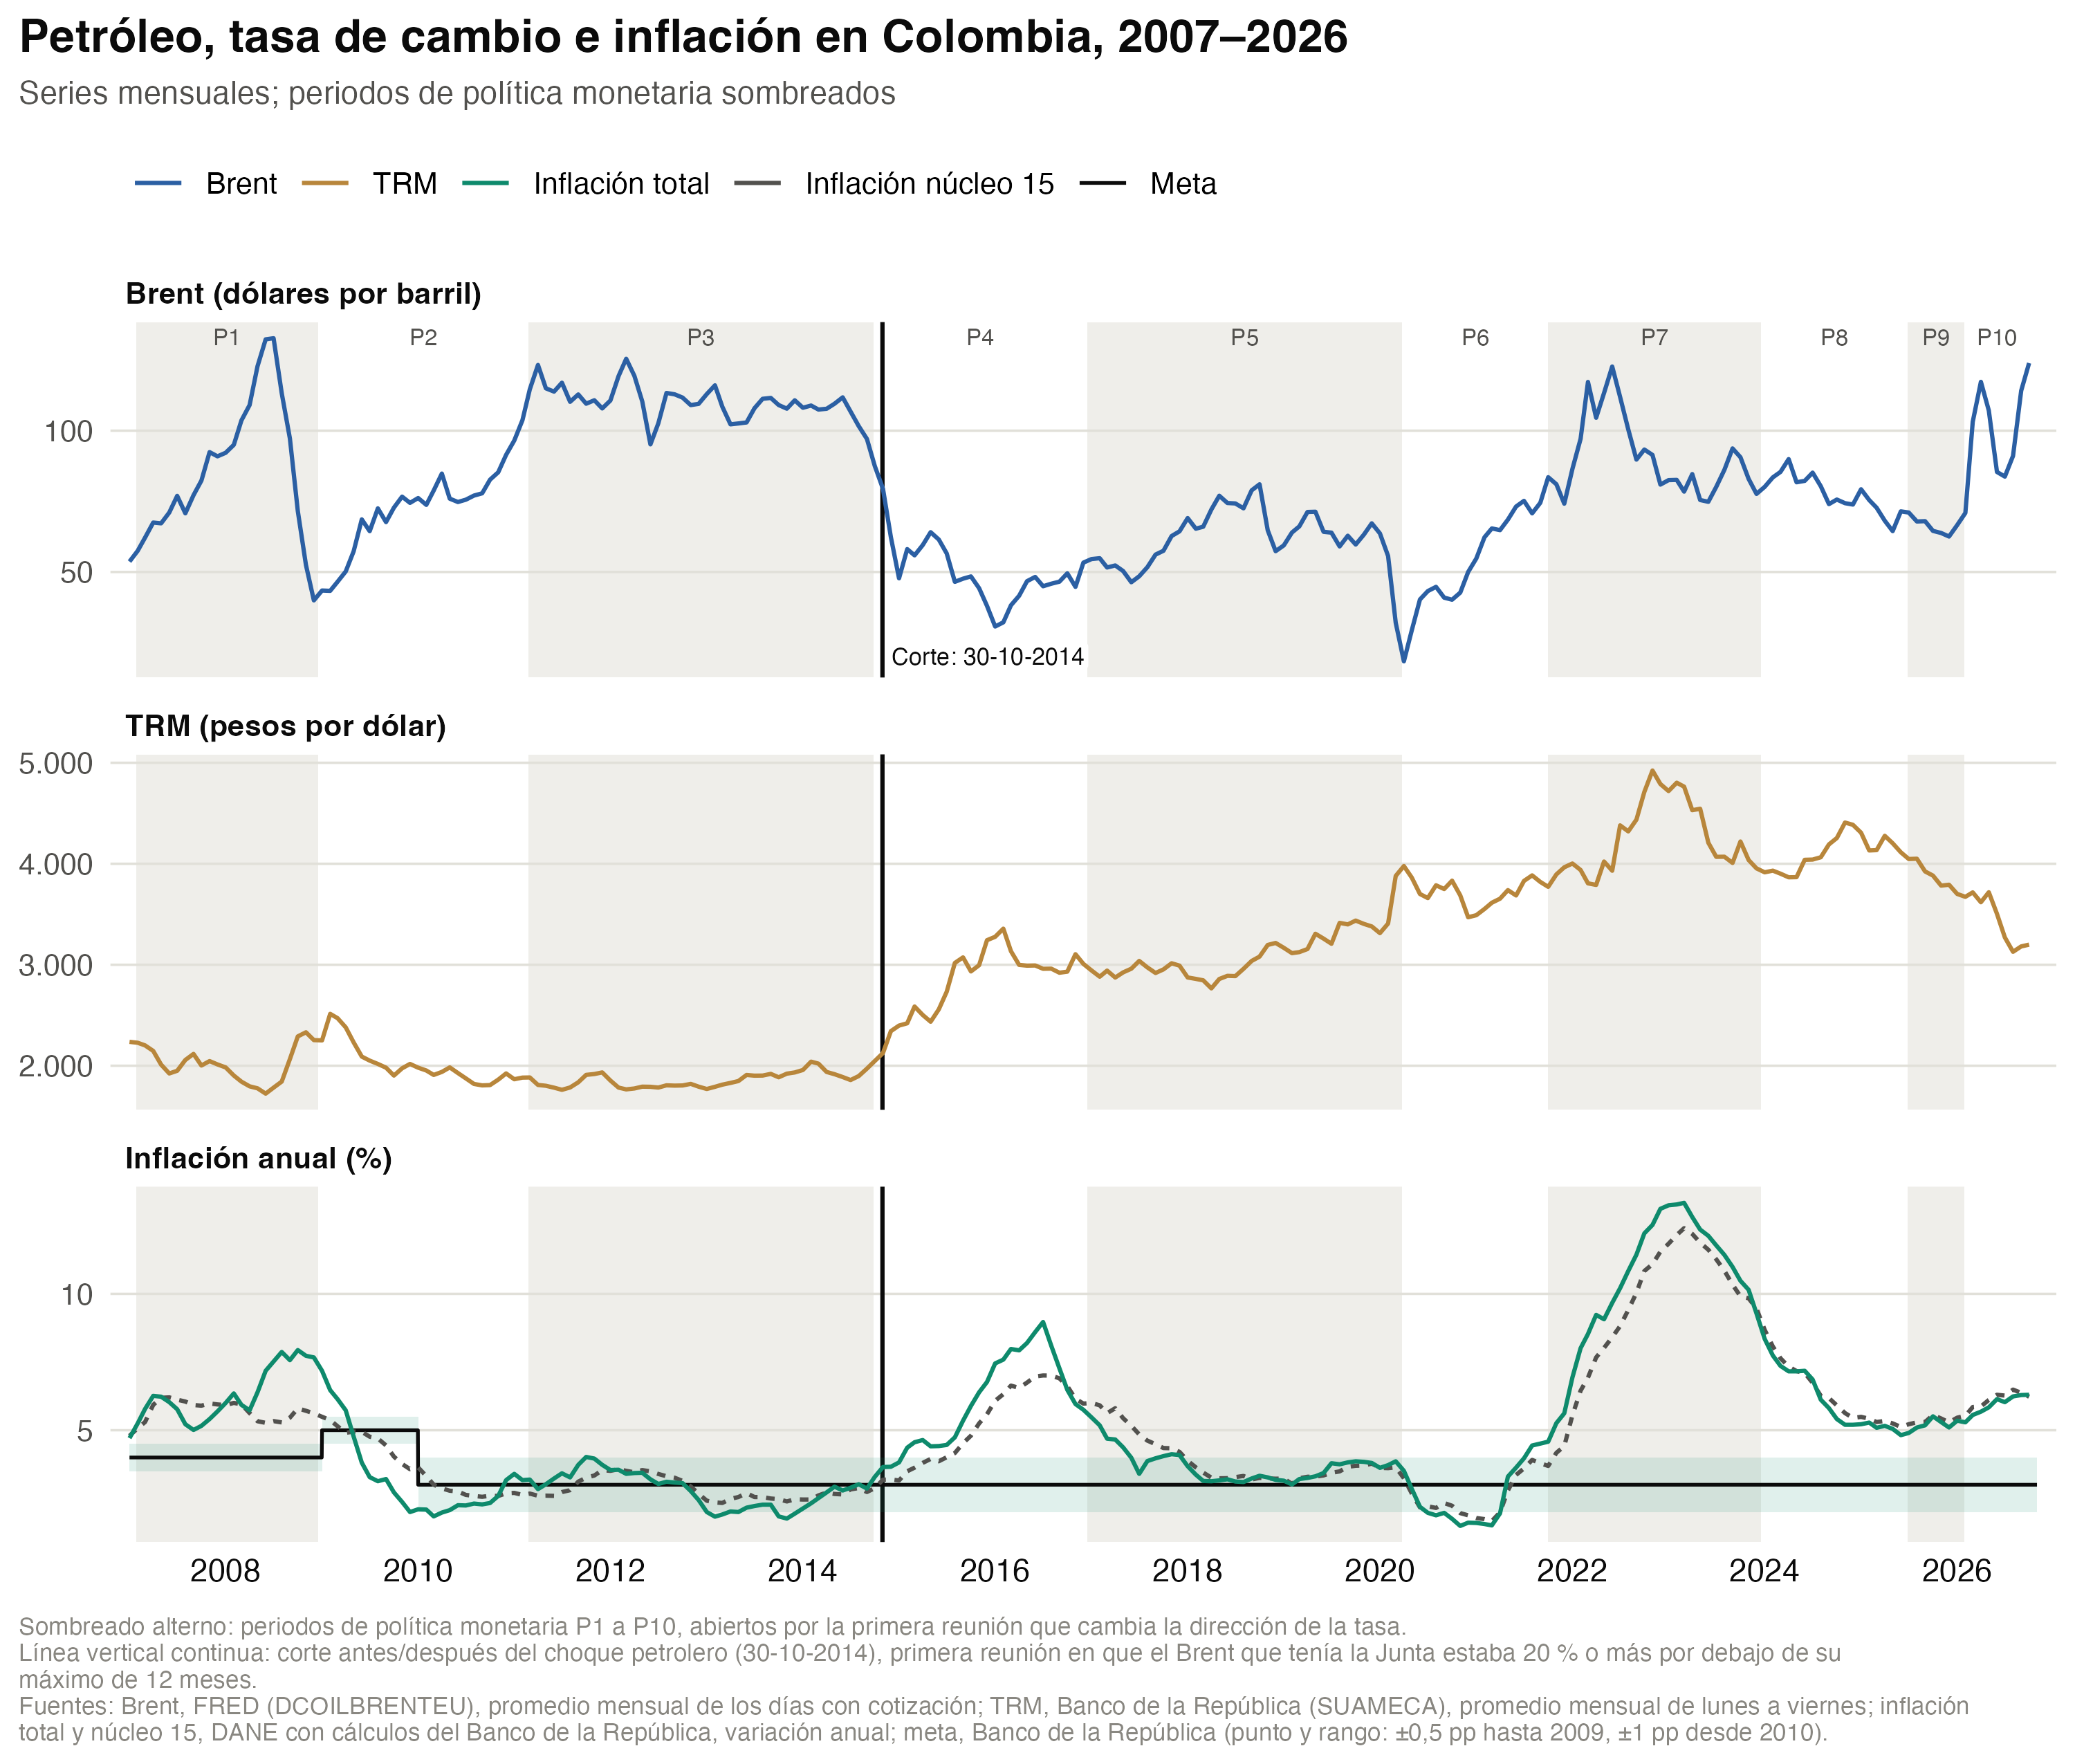 Petróleo, tasa de cambio e inflación en Colombia, 2007–2026
Series mensuales; periodos de política monetaria sombreados
Brent TRM Inflación total Inflación núcleo 15 Meta
Brent (dólares por barril)
P1 P2 P3 P4 P5 P6 P7 P8 P9 P10
100
50
Corte: 30-10-2014
TRM (pesos por dólar)
5.000
4.000
3.000
2.000
Inflación anual (%)
10
5
2008 2010 2012 2014 2016 2018 2020 2022 2024 2026
Sombreado alterno: periodos de política monetaria P1 a P10, abiertos por la primera reunión que cambia la dirección de la tasa.
Línea vertical continua: corte antes/después del choque petrolero (30-10-2014), primera reunión en que el Brent que tenía la Junta estaba 20 % o más por debajo de su
máximo de 12 meses.
Fuentes: Brent, FRED (DCOILBRENTEU), promedio mensual de los días con cotización; TRM, Banco de la República (SUAMECA), promedio mensual de lunes a viernes; inflación
total y núcleo 15, DANE con cálculos del Banco de la República, variación anual; meta, Banco de la República (punto y rango: ±0,5 pp hasta 2009, ±1 pp desde 2010).